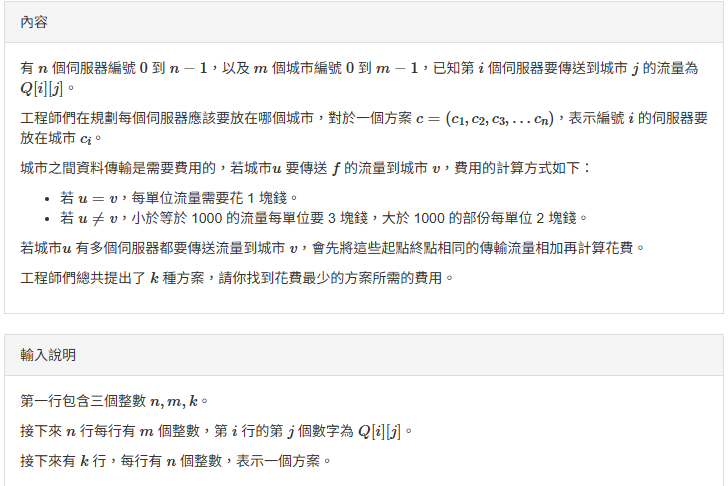 內容
有 n 個伺服器編號 0 到 n − 1，以及 m 個城市編號 0 到 m − 1，已知第 i 個伺服器要傳送到城市 j 的流量為
Q[i][j]。
工程師們在規劃每個伺服器應該要放在哪個城市，對於一個方案 c = (c₁, c₂, c₃, . . . cₙ)，表示編號 i 的伺服器要
放在城市 cᵢ。
城市之間資料傳輸是需要費用的，若城市u 要傳送 f 的流量到城市 v，費用的計算方式如下：
• 若 u = v，每單位流量需要花 1 塊錢。
• 若 u ≠ v，小於等於 1000 的流量每單位要 3 塊錢，大於 1000 的部份每單位 2 塊錢。
若城市u 有多個伺服器都要傳送流量到城市 v，會先將這些起點終點相同的傳輸流量相加再計算花費。
工程師們總共提出了 k 種方案，請你找到花費最少的方案所需的費用。
輸入說明
第一行包含三個整數 n, m, k。
接下來 n 行每行有 m 個整數，第 i 行的第 j 個數字為 Q[i][j]。
接下來有 k 行，每行有 n 個整數，表示一個方案。